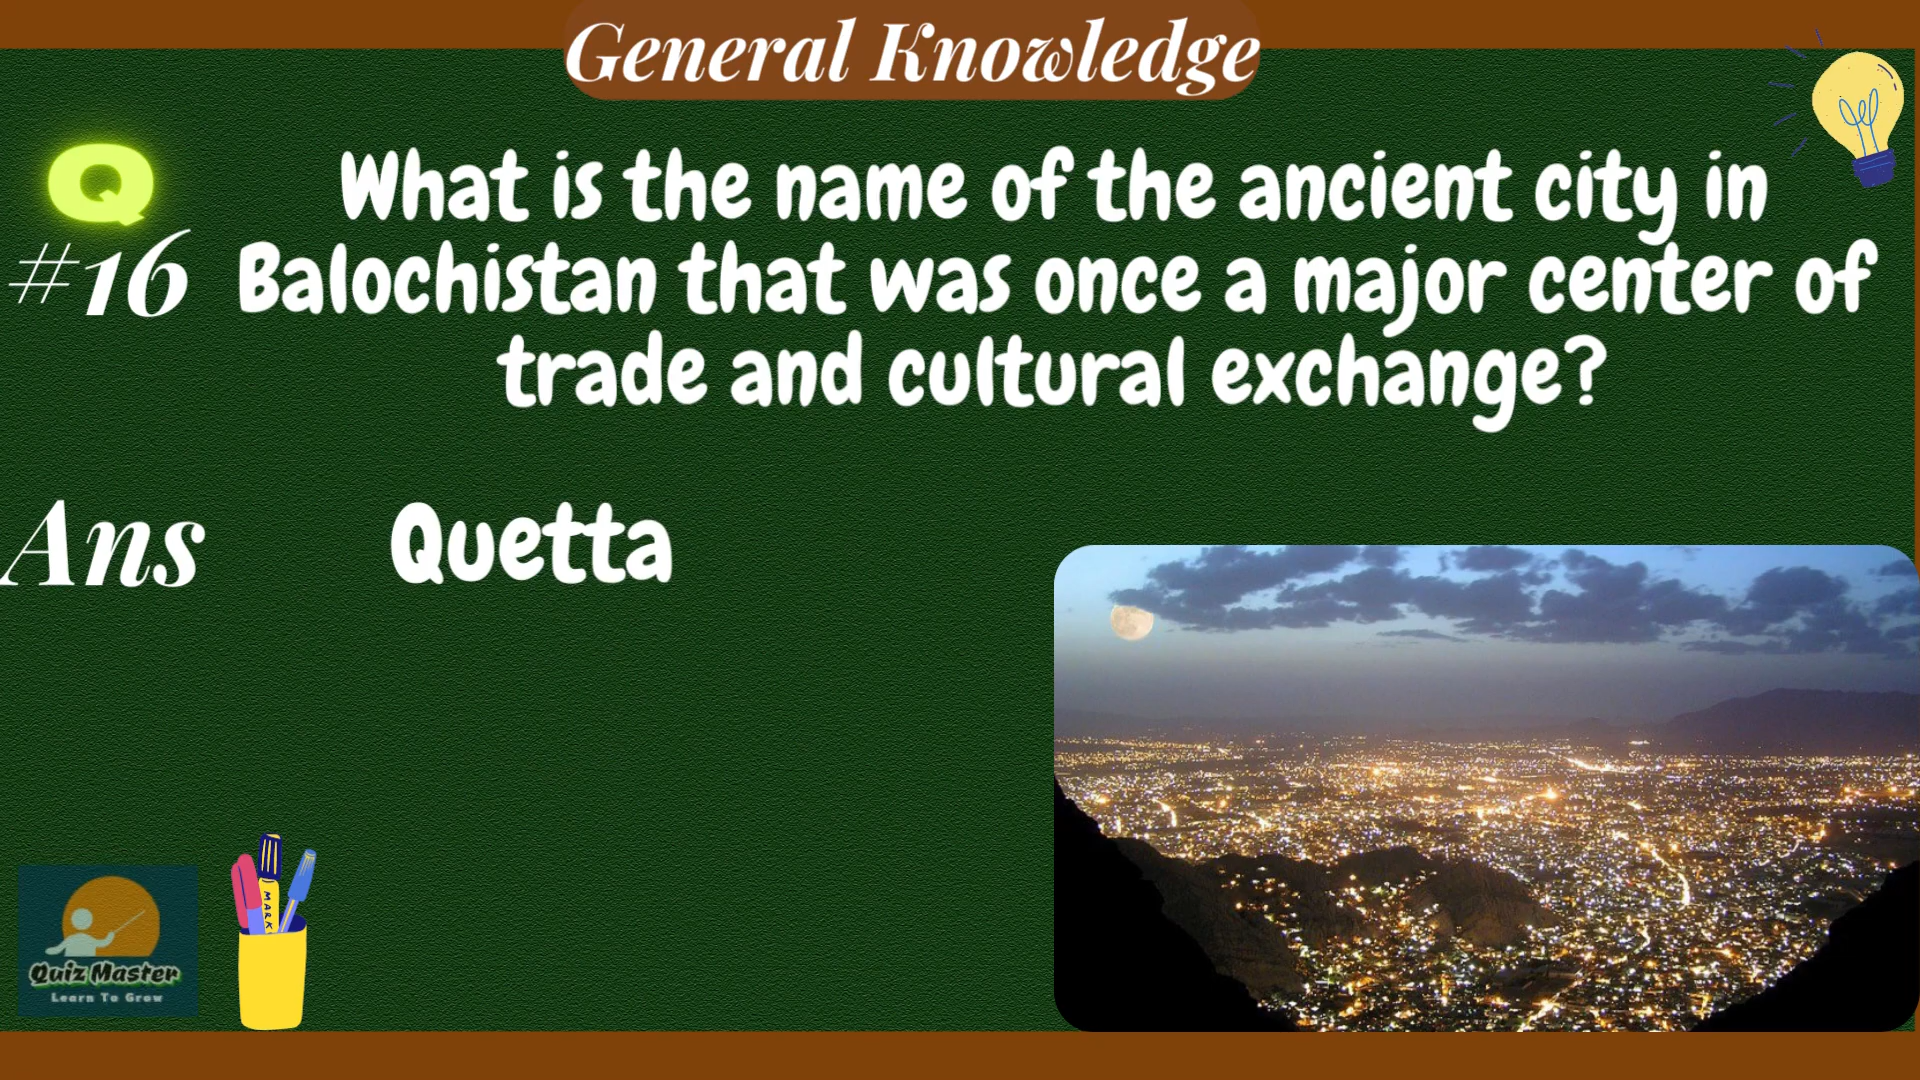 General Knowledge
Q
#16
What is the name of the ancient city in
Balochistan that was once a major center of
trade and cultural exchange?
Ans
Quetta
MARK
Quiz Master
Learn To Grow